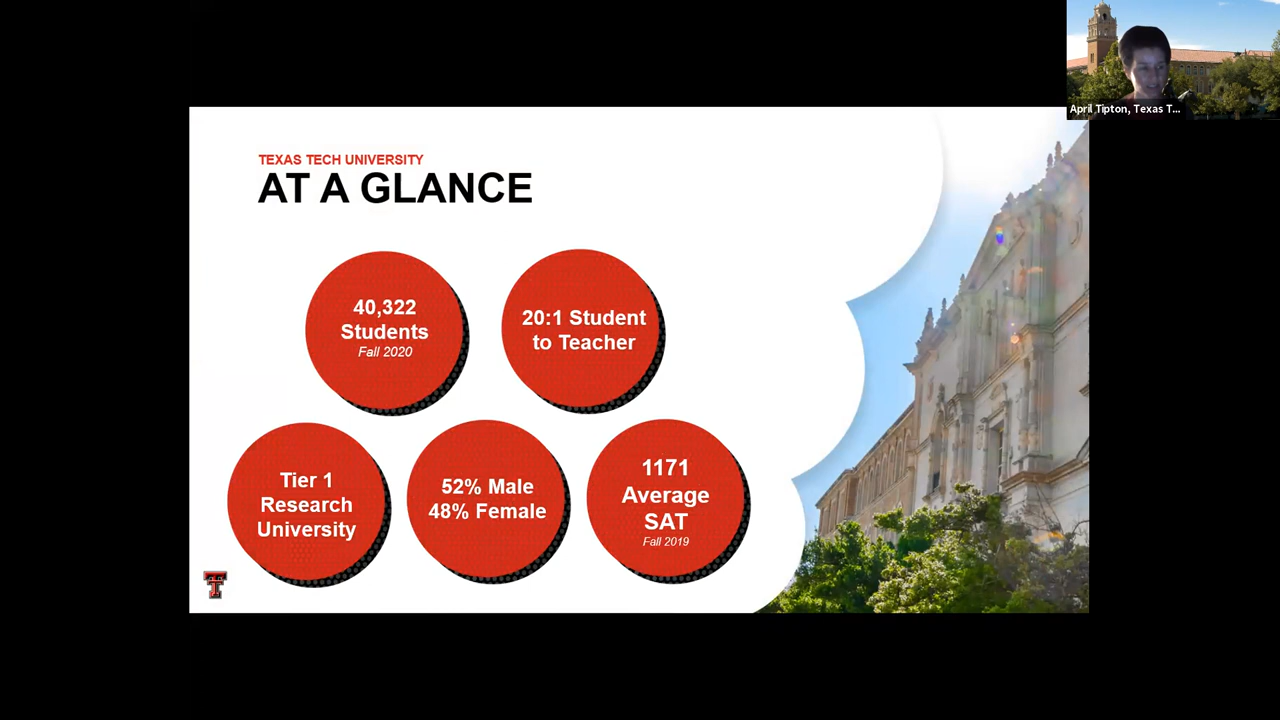 April Tipton, Texas T...
TEXAS TECH UNIVERSITY
AT A GLANCE
40,322
Students
Fall 2020
20:1 Student
to Teacher
Tier 1
Research
University
52% Male
48% Female
1171
Average
SAT
Fall 2019